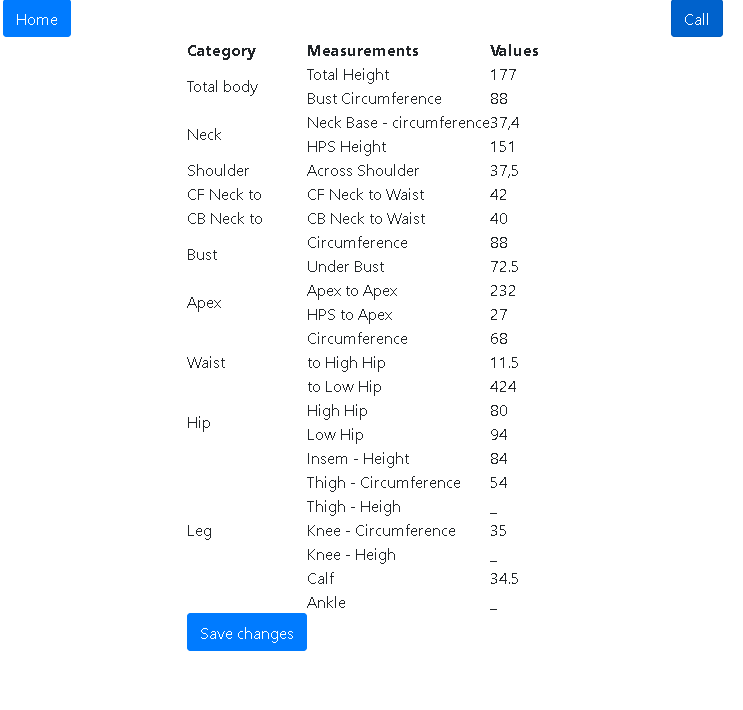 Home Call
Category Measurements Values
Total body
Total Height 177
Bust Circumference 88
Neck
Neck Base - circumference 37,4
HPS Height 151
Shoulder Across Shoulder 37,5
CF Neck to CF Neck to Waist 42
CB Neck to CB Neck to Waist 40
Bust
Circumference 88
Under Bust 72.5
Apex
Apex to Apex 232
HPS to Apex 27
Waist
Circumference 68
to High Hip 11.5
to Low Hip 424
Hip
High Hip 80
Low Hip 94
Leg
Insem - Height 84
Thigh - Circumference 54
Thigh - Heigh _
Knee - Circumference 35
Knee - Heigh _
Calf 34.5
Ankle _
Save changes